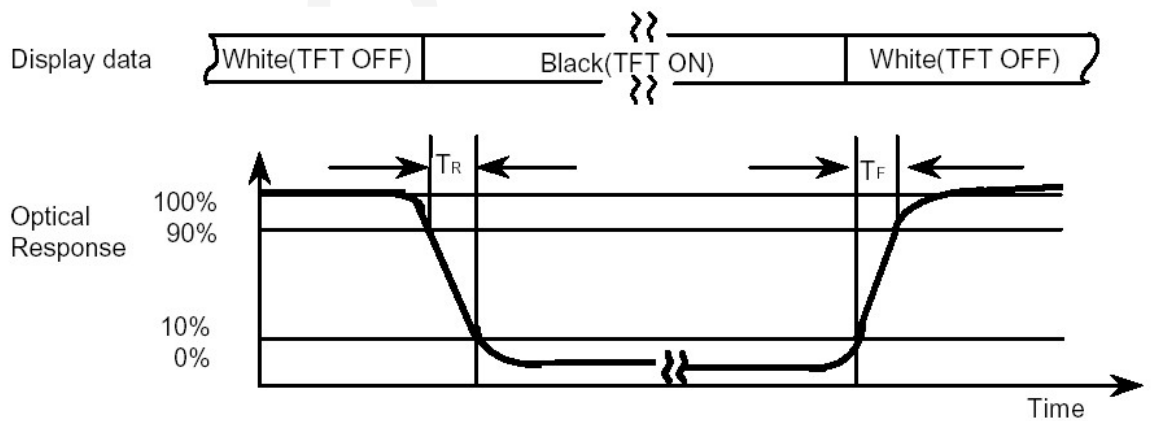 Display data
White(TFT OFF)
Black(TFT ON)
White(TFT OFF)
TR
TF
Optical
Response
100%
90%
10%
0%
Time